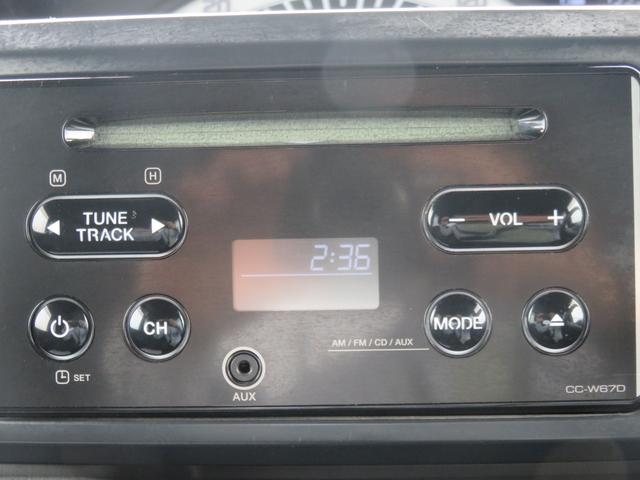 M H
TUNE
TRACK
− VOL +
2:36
CH
MODE
AM / FM / CD / AUX
SET
AUX
CC-W67D